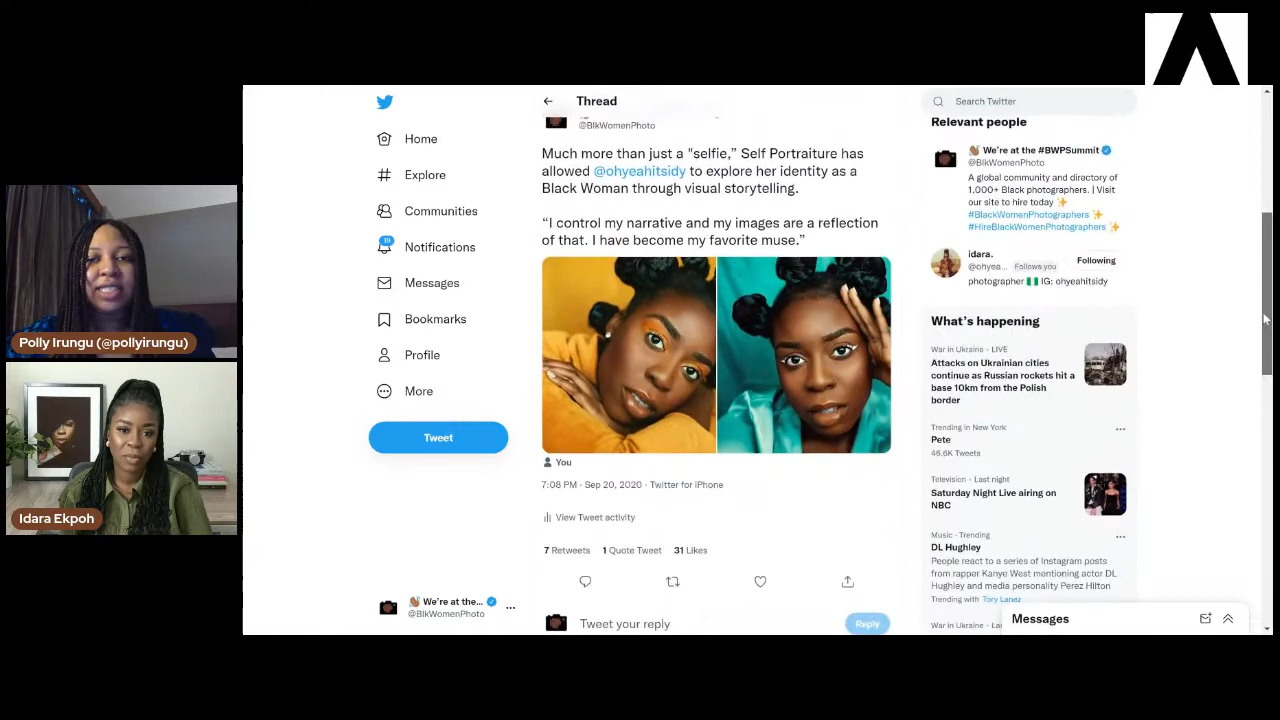 Polly Irungu (@pollyirungu)
Idara Ekpoh
Home
Explore
Communities
18
Notifications
Messages
Bookmarks
Profile
More
Tweet
👋🏾 We're at the...
@BlkWomenPhoto
Thread
@BlkWomenPhoto
Much more than just a "selfie," Self Portraiture has
allowed @ohyeahitsidy to explore her identity as a
Black Woman through visual storytelling.
“I control my narrative and my images are a reflection
of that. I have become my favorite muse.”
You
7:08 PM · Sep 20, 2020 · Twitter for iPhone
View Tweet activity
7 Retweets 1 Quote Tweet 31 Likes
Tweet your reply
Reply
Search Twitter
Relevant people
👋🏾 We're at the #BWPSummit
@BlkWomenPhoto
A global community and directory of
1,000+ Black photographers. | Visit
our site to hire today ✨
#BlackWomenPhotographers ✨
#HireBlackWomenPhotographers ✨
idara.
@ohyea... Follows you
Following
photographer 🇳🇬 IG: ohyeahitsidy
What's happening
War in Ukraine · LIVE
Attacks on Ukrainian cities
continue as Russian rockets hit a
base 10km from the Polish
border
Trending in New York
Pete
46.6K Tweets
Television · Last night
Saturday Night Live airing on
NBC
Music · Trending
DL Hughley
People react to a series of Instagram posts
from rapper Kanye West mentioning actor DL
Hughley and media personality Perez Hilton
Trending with Tory Lanez
War in Ukraine
Messages